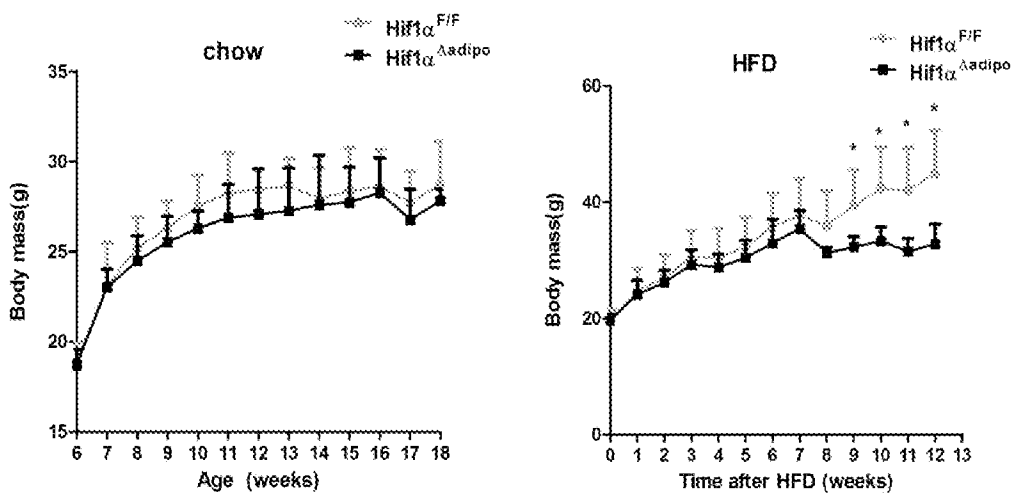 chow
Hif1α^F/F
Hif1α^Δadipo
35
30
25
20
15
Body mass(g)
6 7 8 9 10 11 12 13 14 15 16 17 18
Age (weeks)
HFD
Hif1α^F/F
Hif1α^Δadipo
60
40
20
0
Body mass(g)
* * * *
0 1 2 3 4 5 6 7 8 9 10 11 12 13
Time after HFD (weeks)